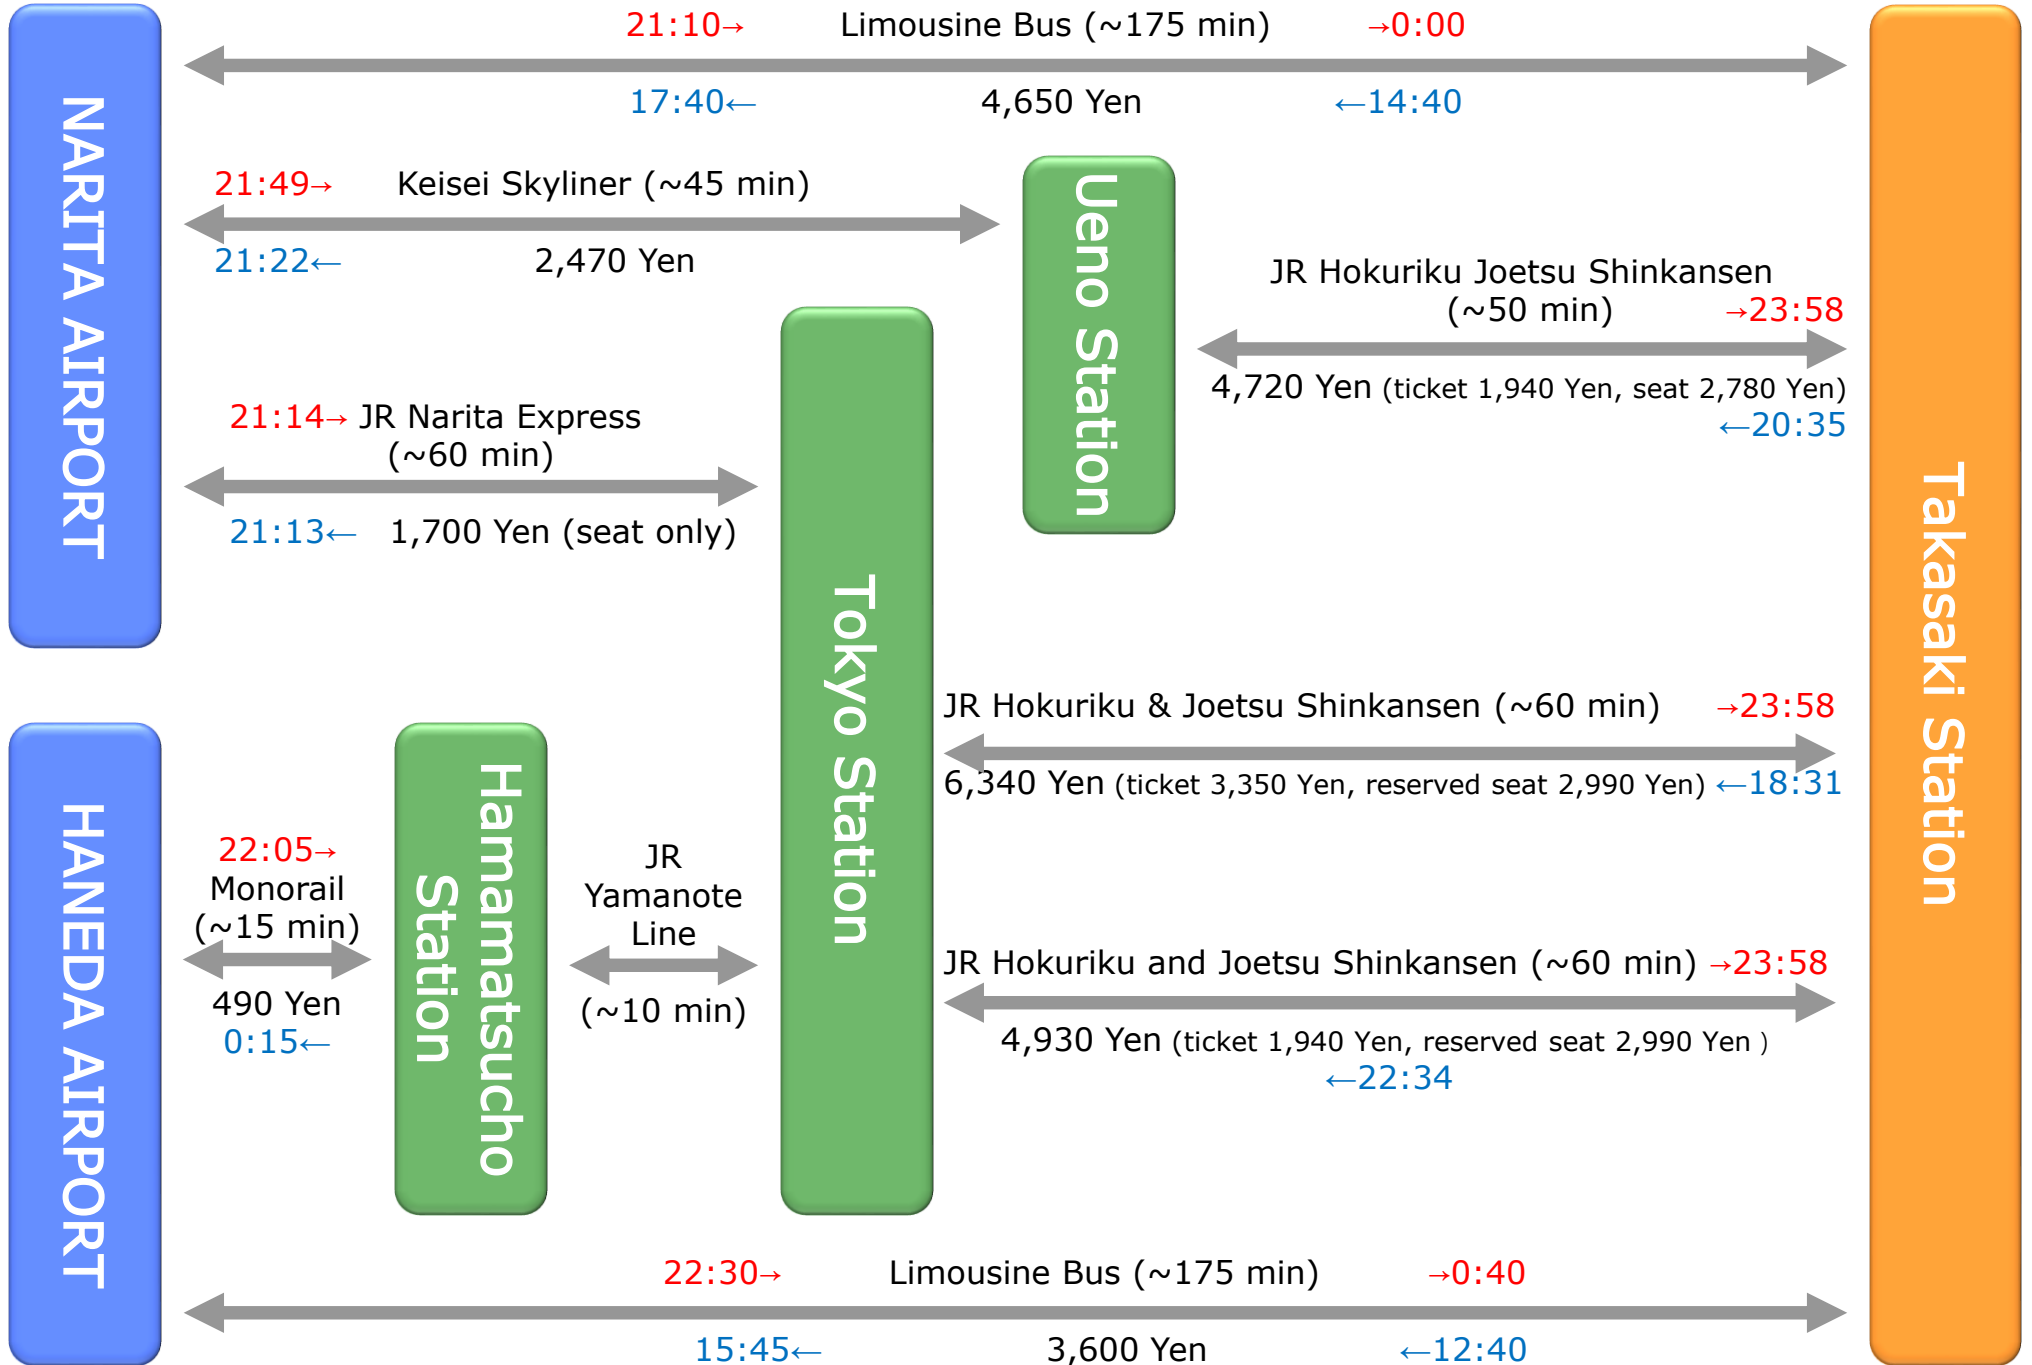 21:10→ Limousine Bus (~175 min) →0:00
17:40← 4,650 Yen ←14:40
NARITA AIRPORT
21:49→ Keisei Skyliner (~45 min)
21:22← 2,470 Yen
Ueno Station
JR Hokuriku Joetsu Shinkansen
(~50 min) →23:58
4,720 Yen (ticket 1,940 Yen, seat 2,780 Yen)
←20:35
21:14→ JR Narita Express
(~60 min)
21:13← 1,700 Yen (seat only)
Tokyo Station
Takasaki Station
JR Hokuriku & Joetsu Shinkansen (~60 min) →23:58
6,340 Yen (ticket 3,350 Yen, reserved seat 2,990 Yen) ←18:31
HANEDA AIRPORT
22:05→
Monorail
(~15 min)
490 Yen
0:15←
Hamamatsucho
Station
JR
Yamanote
Line
(~10 min)
JR Hokuriku and Joetsu Shinkansen (~60 min) →23:58
4,930 Yen (ticket 1,940 Yen, reserved seat 2,990 Yen )
←22:34
22:30→ Limousine Bus (~175 min) →0:40
15:45← 3,600 Yen ←12:40